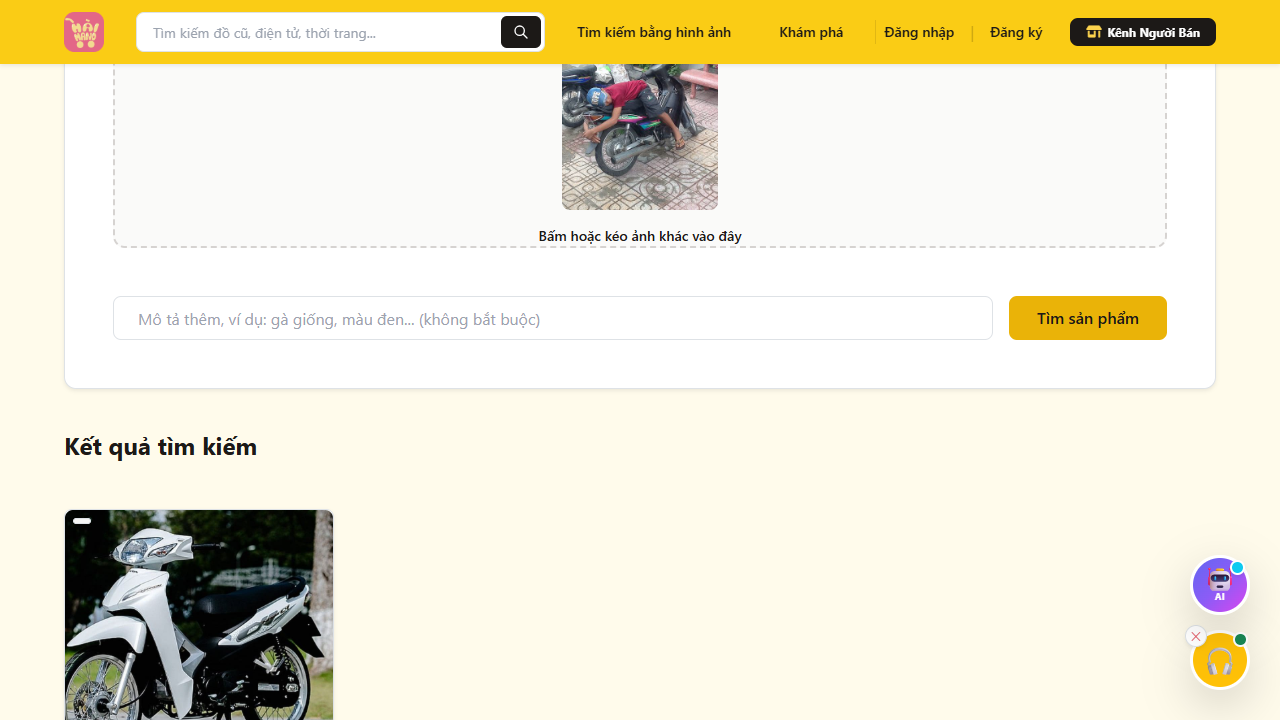 HÀI
HÀNG
Tìm kiếm đồ cũ, điện tử, thời trang...
Tìm kiếm bằng hình ảnh
Khám phá
Đăng nhập
|
Đăng ký
Kênh Người Bán
Bấm hoặc kéo ảnh khác vào đây
Mô tả thêm, ví dụ: gà giống, màu đen... (không bắt buộc)
Tìm sản phẩm
Kết quả tìm kiếm
AI